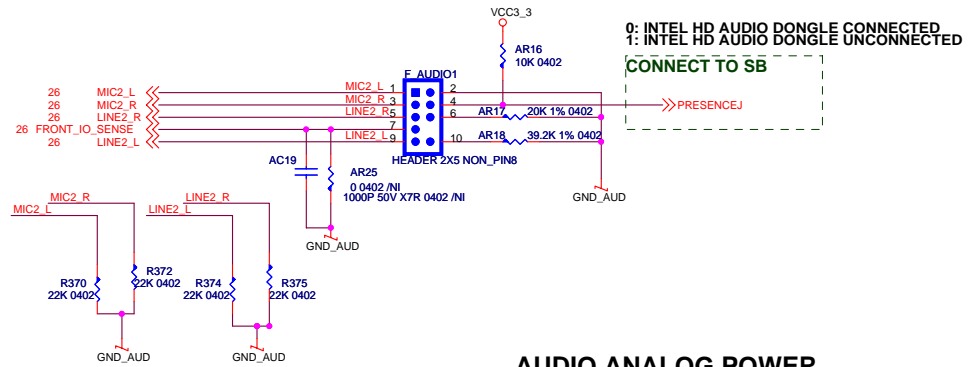 VCC3_3
0: INTEL HD AUDIO DONGLE CONNECTED
1: INTEL HD AUDIO DONGLE UNCONNECTED
AR16
10K 0402
CONNECT TO SB
F_AUDIO1
26 MIC2_L MIC2_L 1 2
26 MIC2_R MIC2_R 3 4 PRESENCEJ
26 LINE2_R LINE2_R 5 6 AR17 20K 1% 0402
26 FRONT_IO_SENSE 7
26 LINE2_L LINE2_L 9 10 AR18 39.2K 1% 0402
HEADER 2X5 NON_PIN8
AC19
AR25
0 0402 /NI
1000P 50V X7R 0402 /NI
GND_AUD
GND_AUD
MIC2_R LINE2_R
MIC2_L LINE2_L
R370
22K 0402
R372
22K 0402
R374
22K 0402
R375
22K 0402
GND_AUD GND_AUD
AUDIO ANALOG POWER